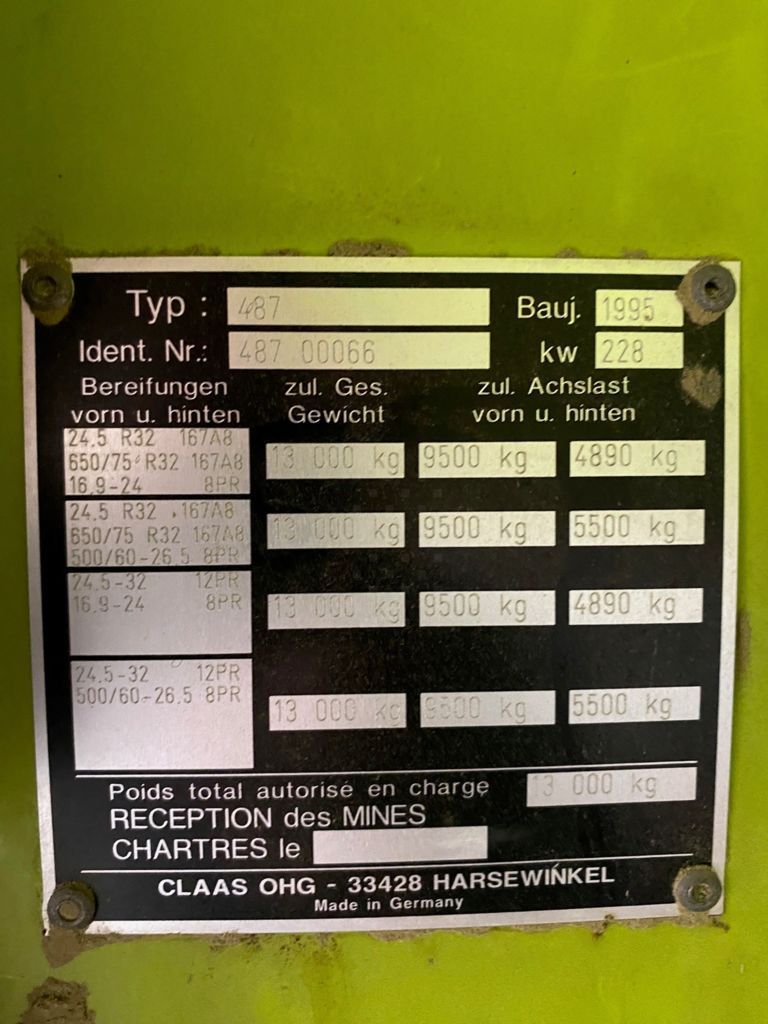 Typ : 487 Bauj. 1995
Ident. Nr.: 487 00066 kw 228
Bereifungen zul. Ges. zul. Achslast
vorn u. hinten Gewicht vorn u. hinten
24.5 R32 167A8
650/75 R32 167A8 13 000 kg 9500 kg 4890 kg
16.9-24 8PR
24.5 R32 167A8
650/75 R32 167A8 13 000 kg 9500 kg 5500 kg
500/60-26.5 8PR
24.5-32 12PR
16.9-24 8PR 13 000 kg 9500 kg 4890 kg
24.5-32 12PR
500/60-26.5 8PR 13 000 kg 9500 kg 5500 kg
Poids total autorisé en charge 13 000 kg
RECEPTION des MINES
CHARTRES le
CLAAS OHG - 33428 HARSEWINKEL
Made in Germany